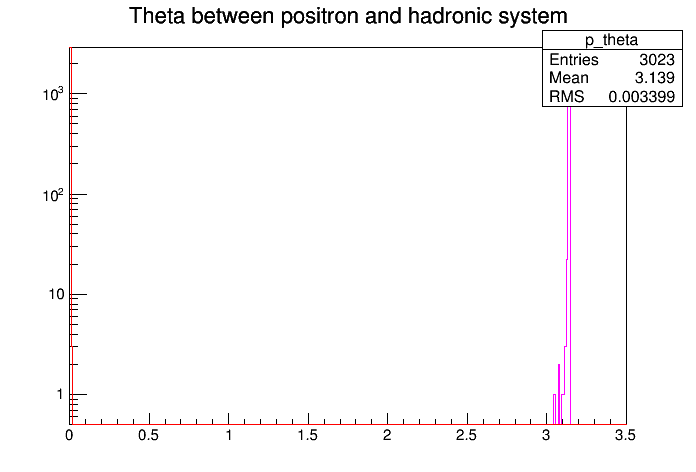 Theta between positron and hadronic system
p_theta
Entries 3023
Mean 3.139
RMS 0.003399
10³
10²
10
1
0 0.5 1 1.5 2 2.5 3 3.5